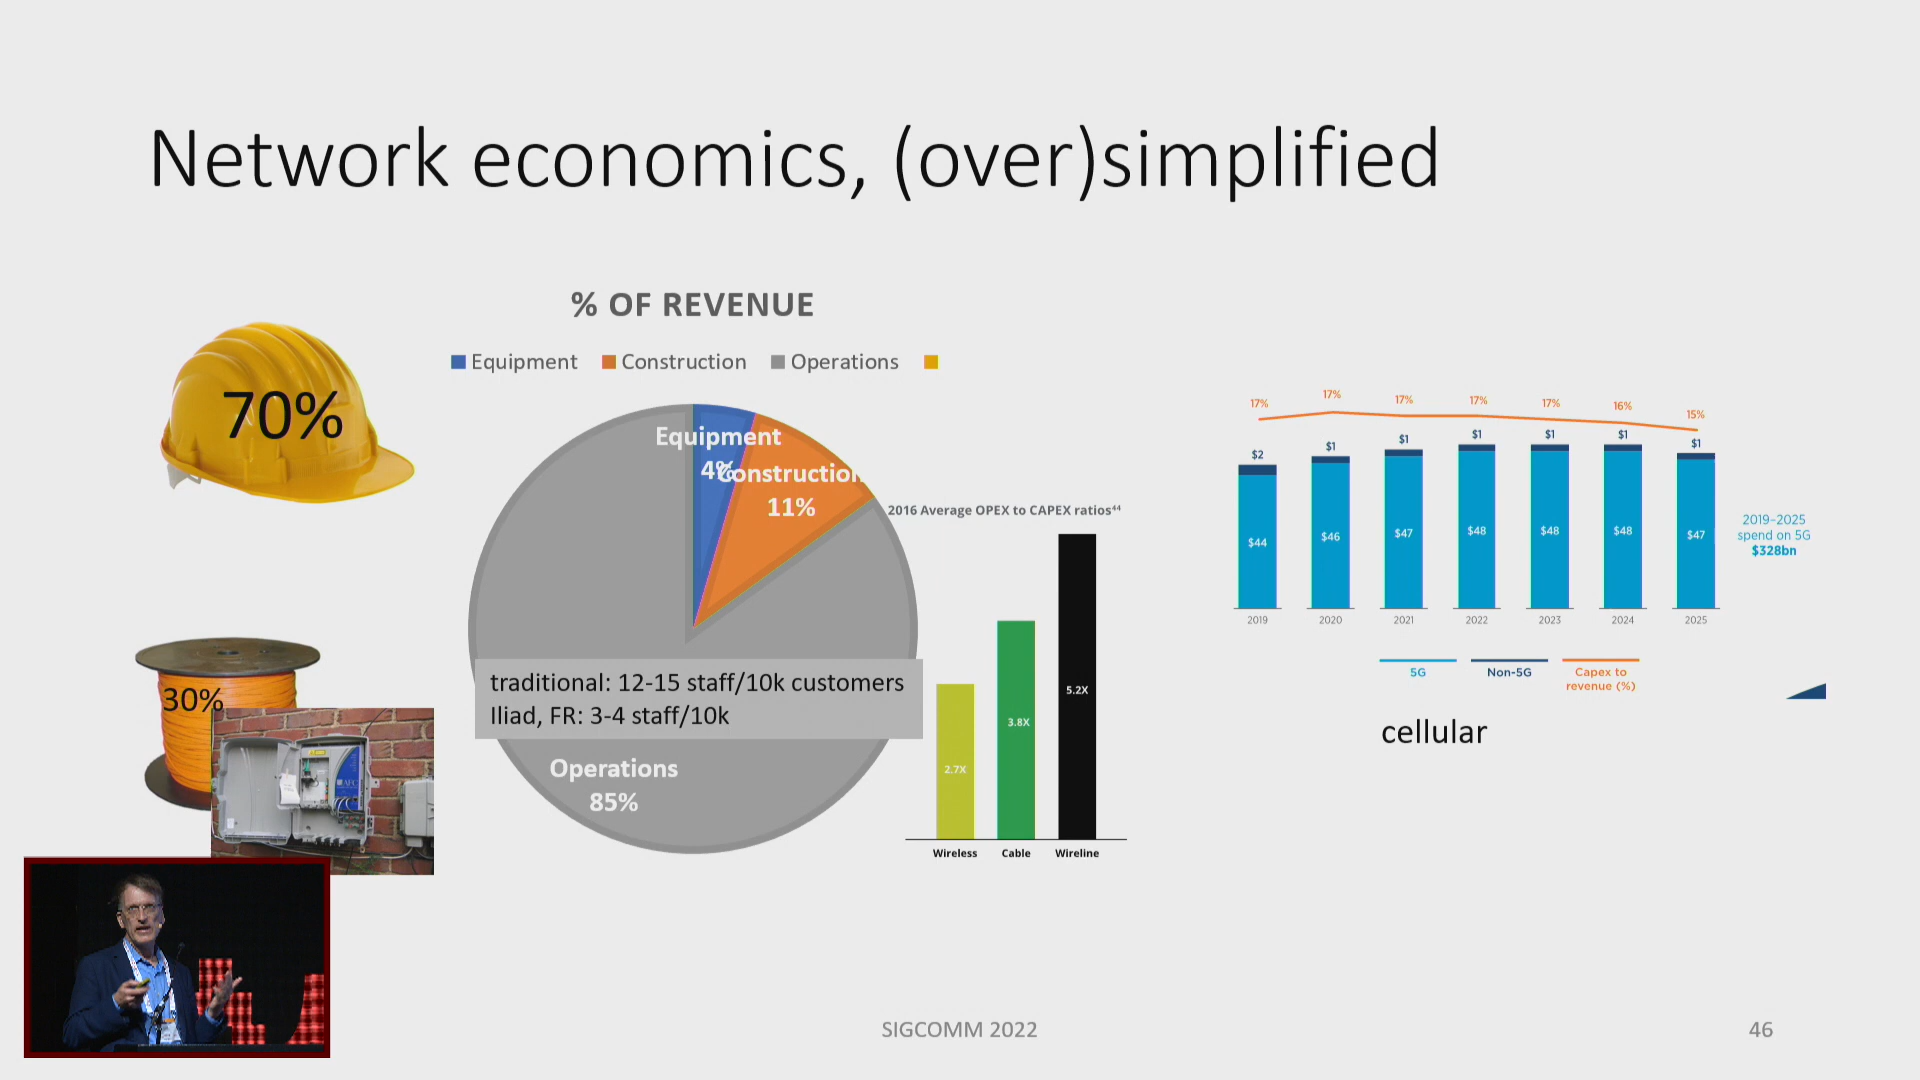 Network economics, (over)simplified
70%
30%
% OF REVENUE
Equipment
Construction
Operations
Equipment
4%
Construction
11%
traditional: 12-15 staff/10k customers
Iliad, FR: 3-4 staff/10k
Operations
85%
2016 Average OPEX to CAPEX ratios⁴⁴
2.7X
3.8X
5.2X
Wireless Cable Wireline
17% 17% 17% 17% 17% 16% 15%
$2 $1 $1 $1 $1 $1 $1
$44 $46 $47 $48 $48 $48 $47
2019 2020 2021 2022 2023 2024 2025
2019-2025
spend on 5G
$328bn
5G
Non-5G
Capex to
revenue (%)
cellular
SIGCOMM 2022
46